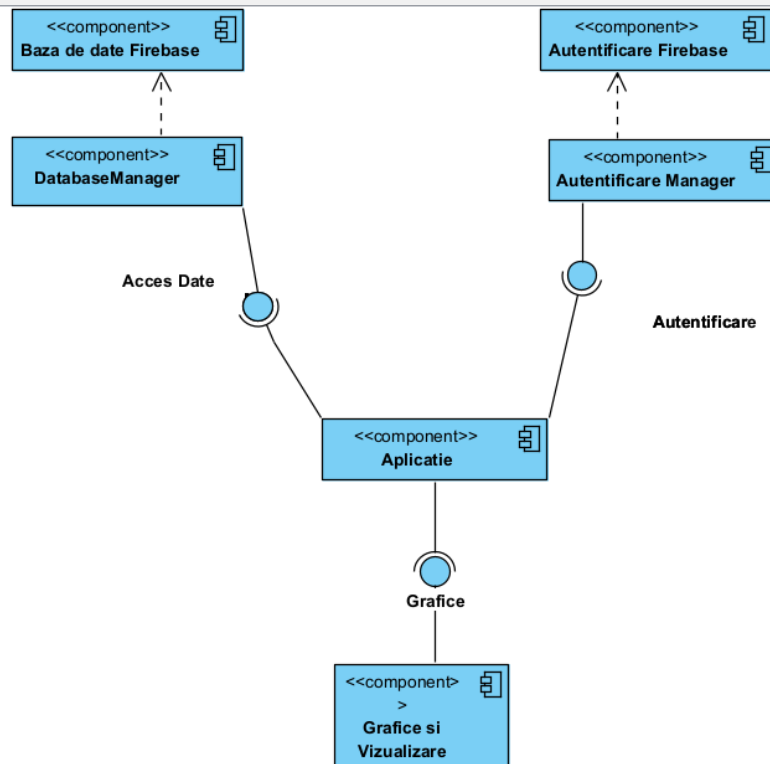 <<component>>
Baza de date Firebase
<<component>>
Autentificare Firebase
<<component>>
DatabaseManager
<<component>>
Autentificare Manager
Acces Date
Autentificare
<<component>>
Aplicatie
Grafice
<<component>
>
Grafice si
Vizualizare